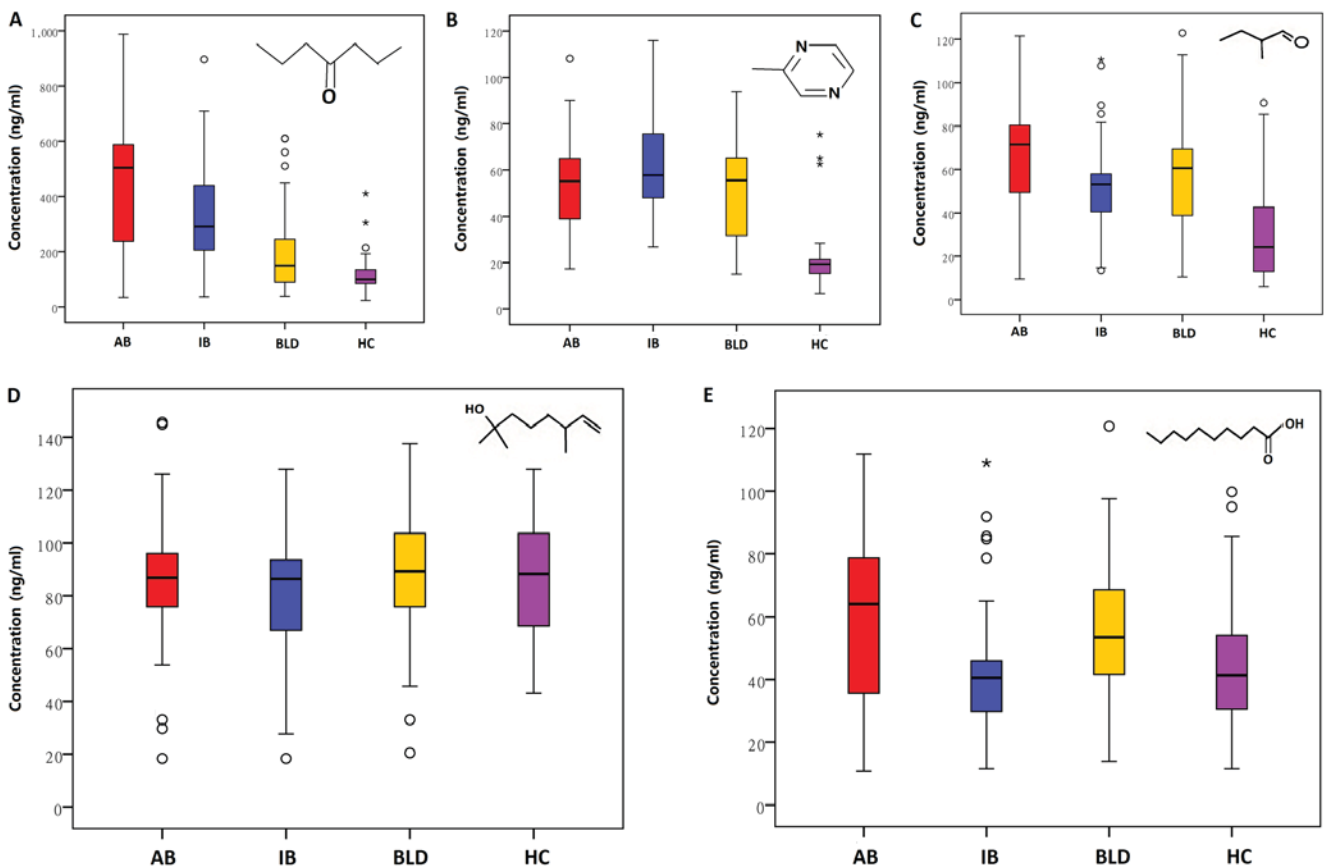 A
Concentration (ng/ml)
1,000
800
600
400
200
0
O
AB
IB
BLD
HC
B
Concentration (ng/ml)
120
100
80
60
40
20
0
N
N
AB
IB
BLD
HC
C
Concentration (ng/ml)
120
100
80
60
40
20
0
O
AB
IB
BLD
HC
D
Concentration (ng/ml)
140
120
100
80
60
40
20
0
HO
AB
IB
BLD
HC
E
Concentration (ng/ml)
120
100
80
60
40
20
0
OH
O
AB
IB
BLD
HC